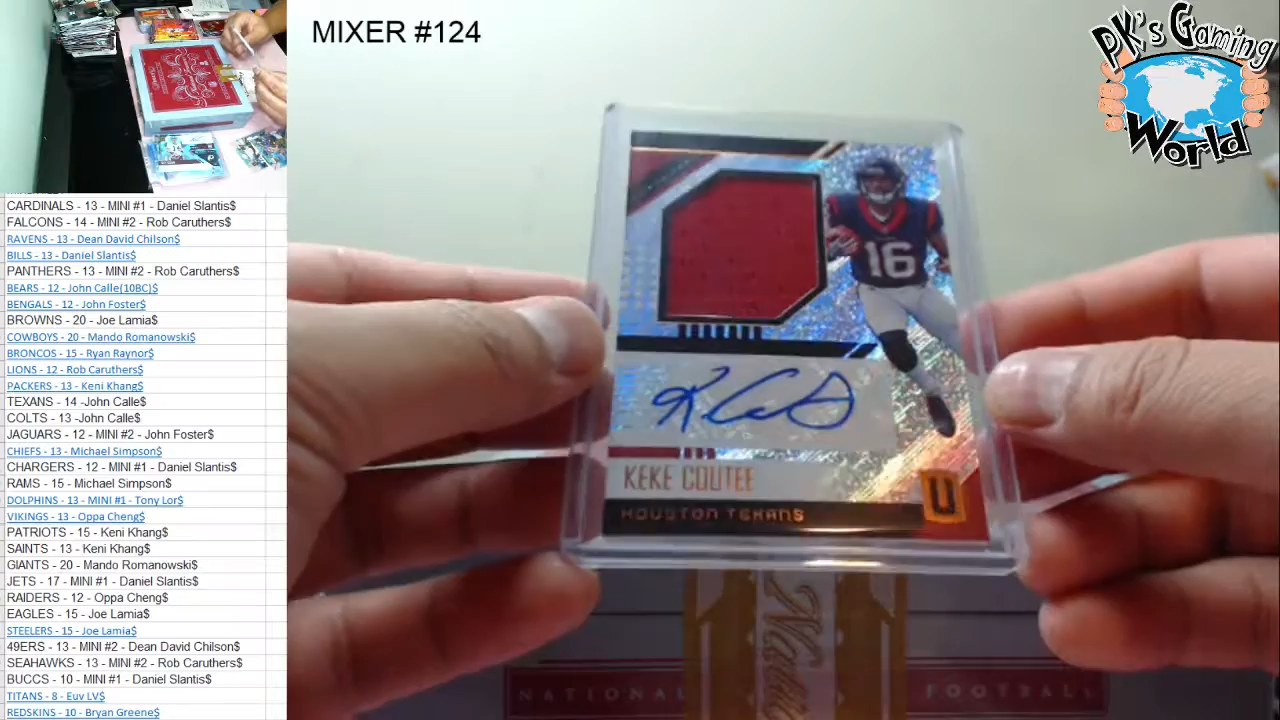 MIXER #124
PK's Gaming
World
CARDINALS - 13 - MINI #1 - Daniel Slantis$
FALCONS - 14 - MINI #2 - Rob Caruthers$
RAVENS - 13 - Dean David Chilson$
BILLS - 13 - Daniel Slantis$
PANTHERS - 13 - MINI #2 - Rob Caruthers$
BEARS - 12 - John Calle(10BC)$
BENGALS - 12 - John Foster$
BROWNS - 20 - Joe Lamia$
COWBOYS - 20 - Mando Romanowski$
BRONCOS - 15 - Ryan Raynor$
LIONS - 12 - Rob Caruthers$
PACKERS - 13 - Keni Khang$
TEXANS - 14 -John Calle$
COLTS - 13 -John Calle$
JAGUARS - 12 - MINI #2 - John Foster$
CHIEFS - 13 - Michael Simpson$
CHARGERS - 12 - MINI #1 - Daniel Slantis$
RAMS - 15 - Michael Simpson$
DOLPHINS - 13 - MINI #1 - Tony Lor$
VIKINGS - 13 - Oppa Cheng$
PATRIOTS - 15 - Keni Khang$
SAINTS - 13 - Keni Khang$
GIANTS - 20 - Mando Romanowski$
JETS - 17 - MINI #1 - Daniel Slantis$
RAIDERS - 12 - Oppa Cheng$
EAGLES - 15 - Joe Lamia$
STEELERS - 15 - Joe Lamia$
49ERS - 13 - MINI #2 - Dean David Chilson$
SEAHAWKS - 13 - MINI #2 - Rob Caruthers$
BUCCS - 10 - MINI #1 - Daniel Slantis$
TITANS - 8 - Euv LV$
REDSKINS - 10 - Bryan Greene$
16
KEKE COUTEE
HOUSTON TEXANS
U
NATIONAL
FOOTBALL